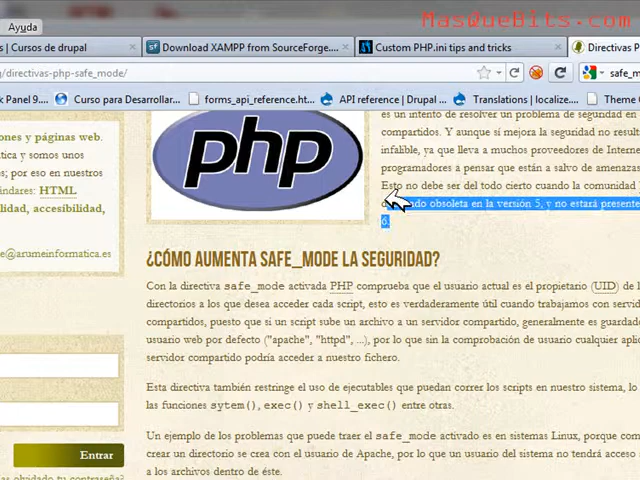 MasQueBits.com
Ayuda
| Cursos de drupal
Download XAMPP from SourceForge....
Custom PHP.ini tips and tricks
Directivas P
g/directivas-php-safe_mode/
safe_m
k Panel 9....
Curso para Desarrollar...
forms_api_reference.ht...
API reference | Drupal ...
Translations | localize....
Theme
ones y páginas web.
tica y somos unos
s; por eso en nuestros
ndares: HTML
lidad, accesibilidad,
e@arumeinformatica.es
php
es un intento de resolver un problema de seguridad en
compartidos. Y aunque sí mejora la seguridad no result
infalible, ya que lleva a muchos proveedores de Interne
programadores a pensar que están a salvo de amenazas
Esto no debe ser del todo cierto cuando la comunidad
obsoleta en la versión 5, y no estará presente
6.
¿CÓMO AUMENTA SAFE_MODE LA SEGURIDAD?
Con la directiva safe_mode activada PHP comprueba que el usuario actual es el propietario (UID) de l
directorios a los que desea acceder cada script, esto es verdaderamente útil cuando trabajamos con servid
compartidos, puesto que si un script sube un archivo a un servidor compartido, generalmente es guardad
usuario web por defecto ("apache", "httpd", ...), por lo que sin la comprobación de usuario cualquier aplic
servidor compartido podría acceder a nuestro fichero.
Esta directiva también restringe el uso de ejecutables que puedan correr los scripts en nuestro sistema, lo
las funciones sytem(), exec() y shell_exec() entre otras.
Un ejemplo de los problemas que puede traer el safe_mode activado es en sistemas Linux, porque com
crear un directorio se crea con el usuario de Apache, por lo que un usuario del sistema no tendrá acceso
a los archivos dentro de éste.
Entrar
as olvidado tu contraseña?